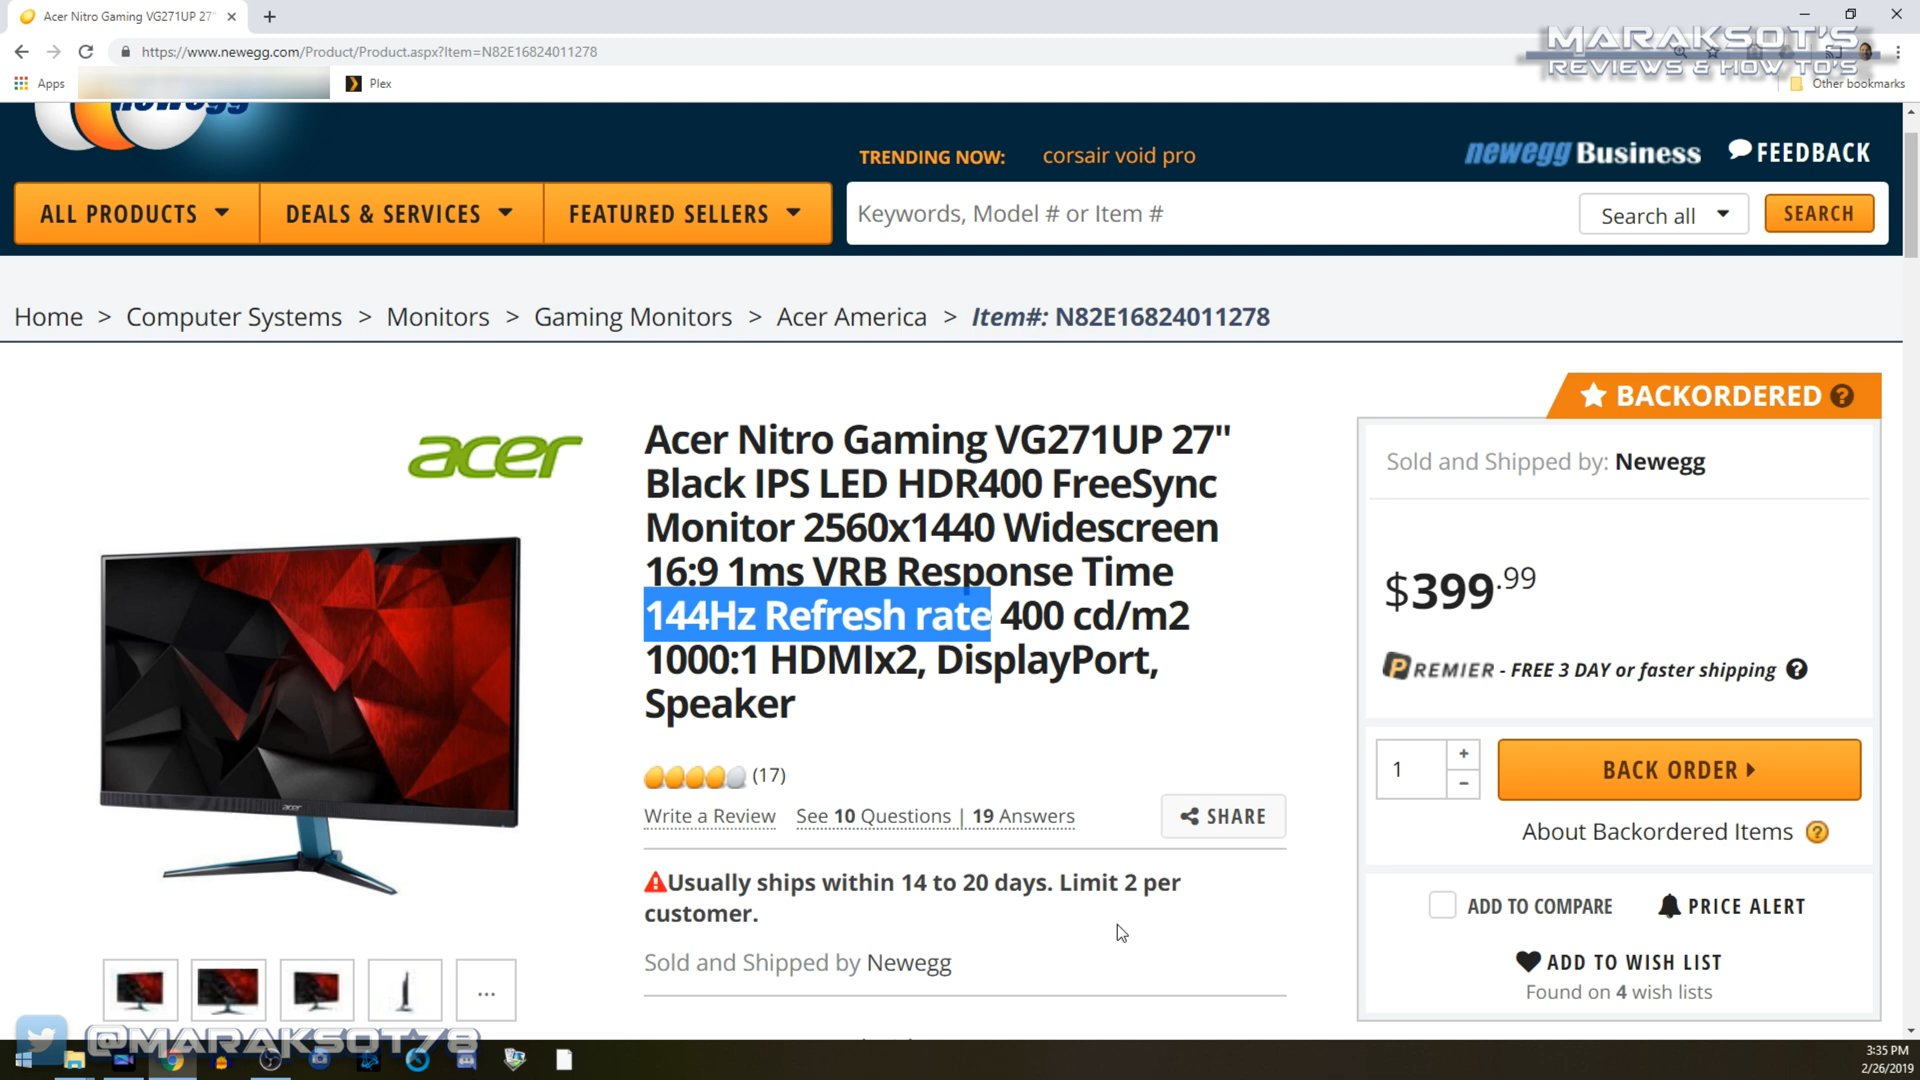 Acer Nitro Gaming VG271UP 27"
https://www.newegg.com/Product/Product.aspx?Item=N82E16824011278
MARAKSOT'S
REVIEWS & HOW TO'S
Apps
Plex
Other bookmarks
newegg
TRENDING NOW:
corsair void pro
newegg Business
FEEDBACK
ALL PRODUCTS
DEALS & SERVICES
FEATURED SELLERS
Keywords, Model # or Item #
Search all
SEARCH
Home > Computer Systems > Monitors > Gaming Monitors > Acer America > Item#: N82E16824011278
BACKORDERED ?
acer
Acer Nitro Gaming VG271UP 27"
Black IPS LED HDR400 FreeSync
Monitor 2560x1440 Widescreen
16:9 1ms VRB Response Time
144Hz Refresh rate 400 cd/m2
1000:1 HDMIx2, DisplayPort,
Speaker
(17)
Write a Review
See 10 Questions | 19 Answers
SHARE
Usually ships within 14 to 20 days. Limit 2 per
customer.
Sold and Shipped by Newegg
Sold and Shipped by: Newegg
$399.99
PREMIER - FREE 3 DAY or faster shipping ?
1
+
-
BACK ORDER
About Backordered Items ?
ADD TO COMPARE
PRICE ALERT
ADD TO WISH LIST
Found on 4 wish lists
acer
...
@MARAKSOT78
3:35 PM
2/26/2019